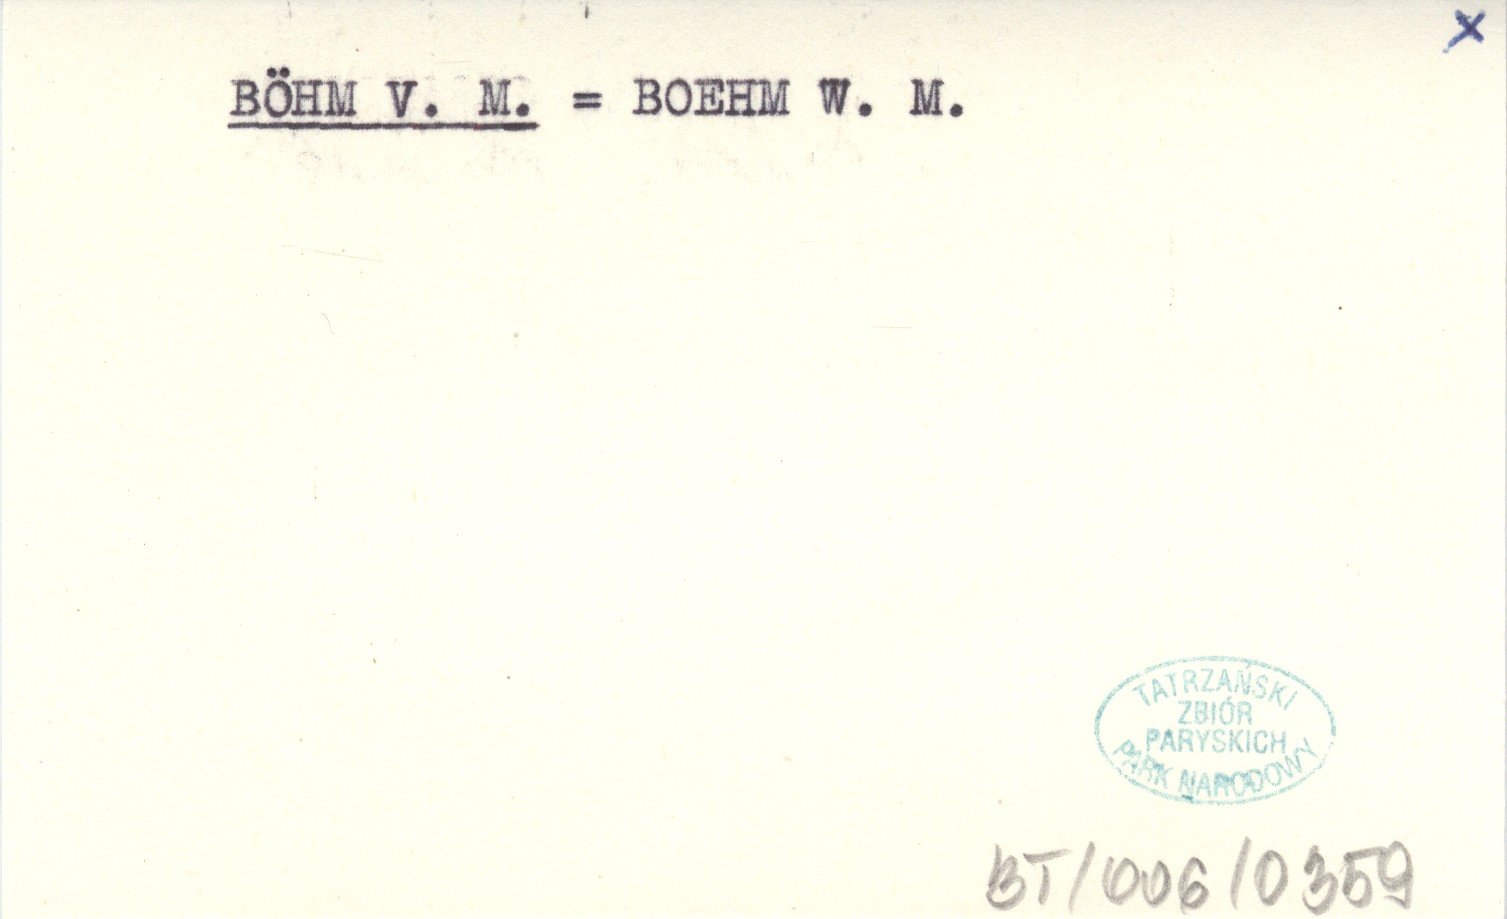 x
BÖHM V. M. = BOEHM W. M.
TATRZAŃSKI
ZBIÓR
PARYSKICH
PARK NARODOWY
BT/006/0359